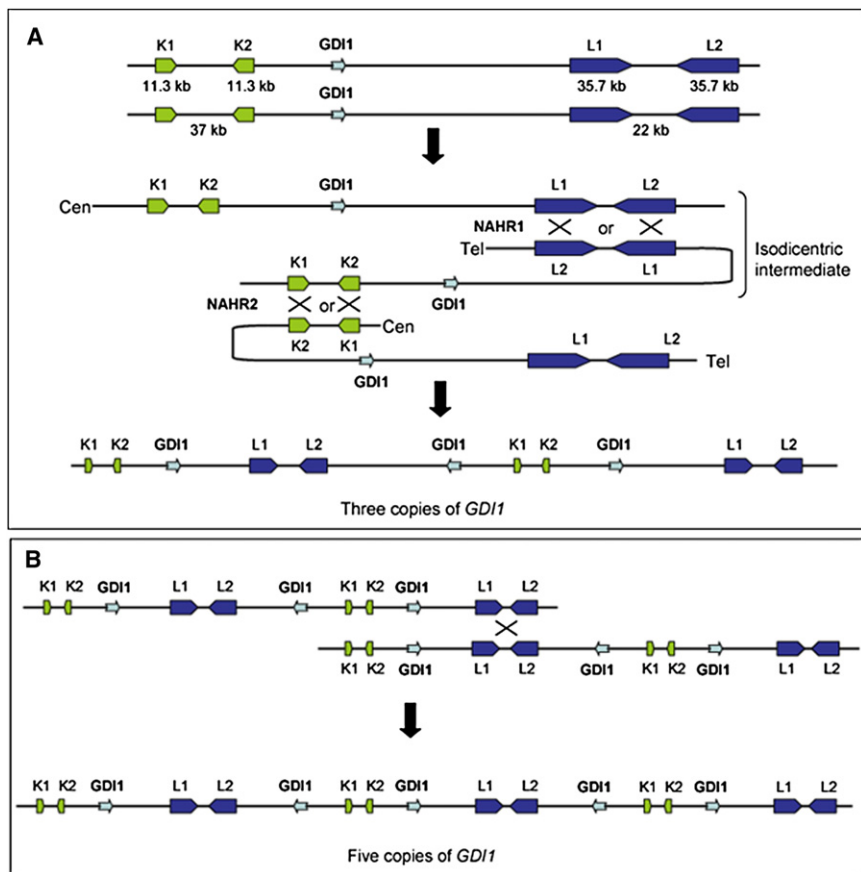 A
K1 K2 GDI1 L1 L2
11.3 kb 11.3 kb 35.7 kb 35.7 kb
GDI1
37 kb 22 kb
K1 K2 GDI1 L1 L2
Cen
NAHR1 or
Tel
Isodicentric
intermediate
K1 K2 L2 L1
NAHR2 or GDI1
Cen
K2 K1 L1 L2
GDI1 Tel
K1 K2 GDI1 L1 L2 GDI1 K1 K2 GDI1 L1 L2
Three copies of GDI1
B
K1 K2 GDI1 L1 L2 GDI1 K1 K2 GDI1 L1 L2
K1 K2 GDI1 L1 L2 GDI1 K1 K2 GDI1 L1 L2
K1 K2 GDI1 L1 L2 GDI1 K1 K2 GDI1 L1 L2 GDI1 K1 K2 GDI1 L1 L2
Five copies of GDI1